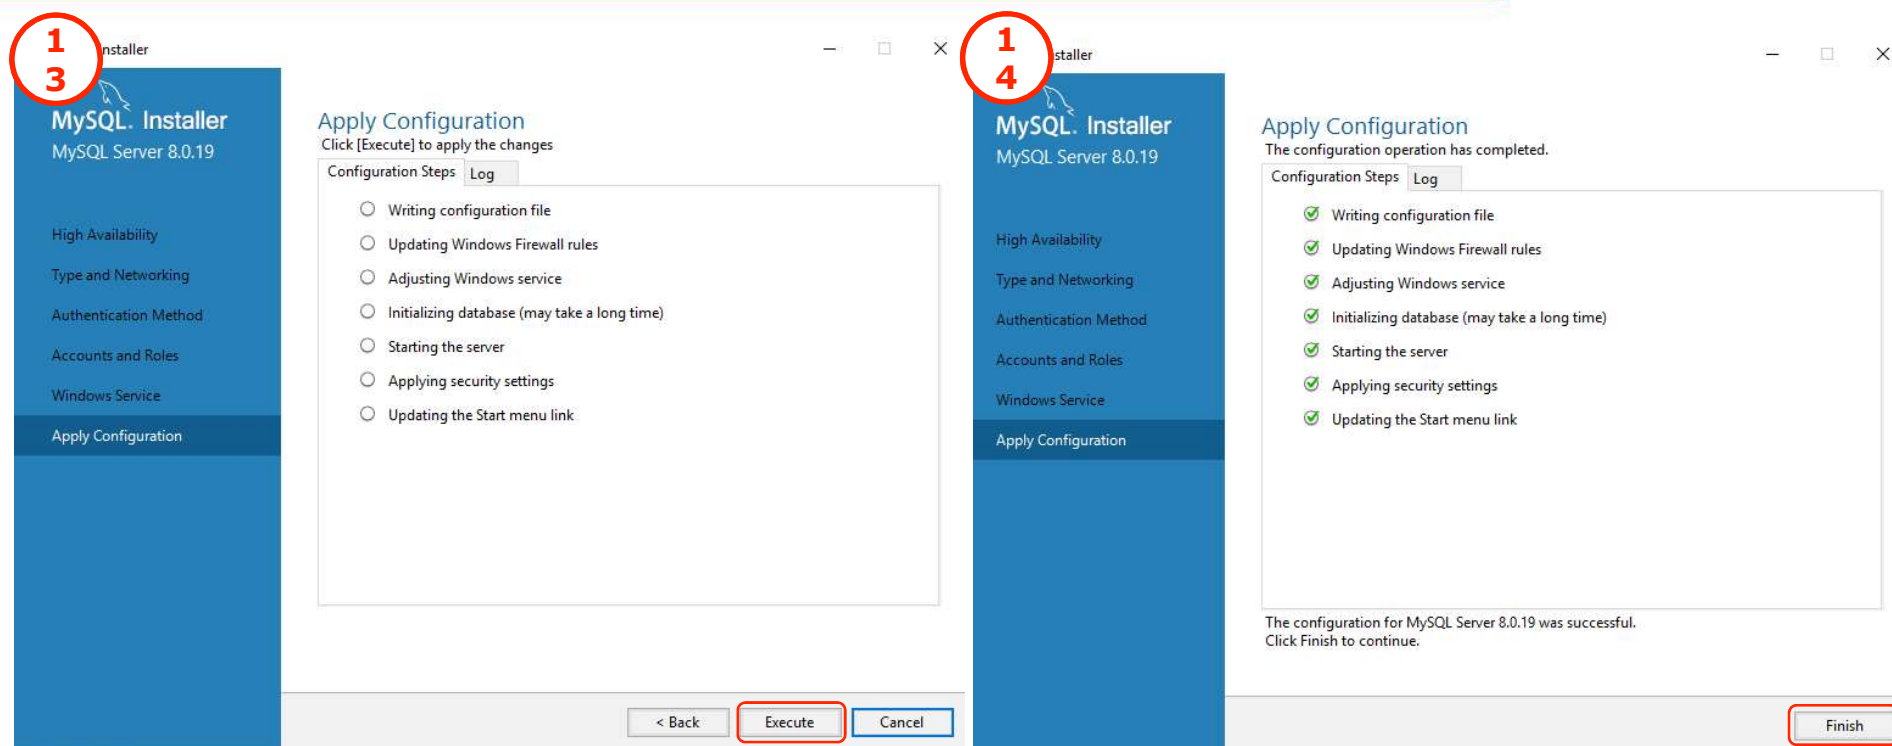 1
3
nstaller
MySQL. Installer
MySQL Server 8.0.19
High Availability
Type and Networking
Authentication Method
Accounts and Roles
Windows Service
Apply Configuration
Apply Configuration
Click [Execute] to apply the changes
Configuration Steps Log
Writing configuration file
Updating Windows Firewall rules
Adjusting Windows service
Initializing database (may take a long time)
Starting the server
Applying security settings
Updating the Start menu link
< Back Execute Cancel
1
4
staller
MySQL. Installer
MySQL Server 8.0.19
High Availability
Type and Networking
Authentication Method
Accounts and Roles
Windows Service
Apply Configuration
Apply Configuration
The configuration operation has completed.
Configuration Steps Log
Writing configuration file
Updating Windows Firewall rules
Adjusting Windows service
Initializing database (may take a long time)
Starting the server
Applying security settings
Updating the Start menu link
The configuration for MySQL Server 8.0.19 was successful.
Click Finish to continue.
Finish